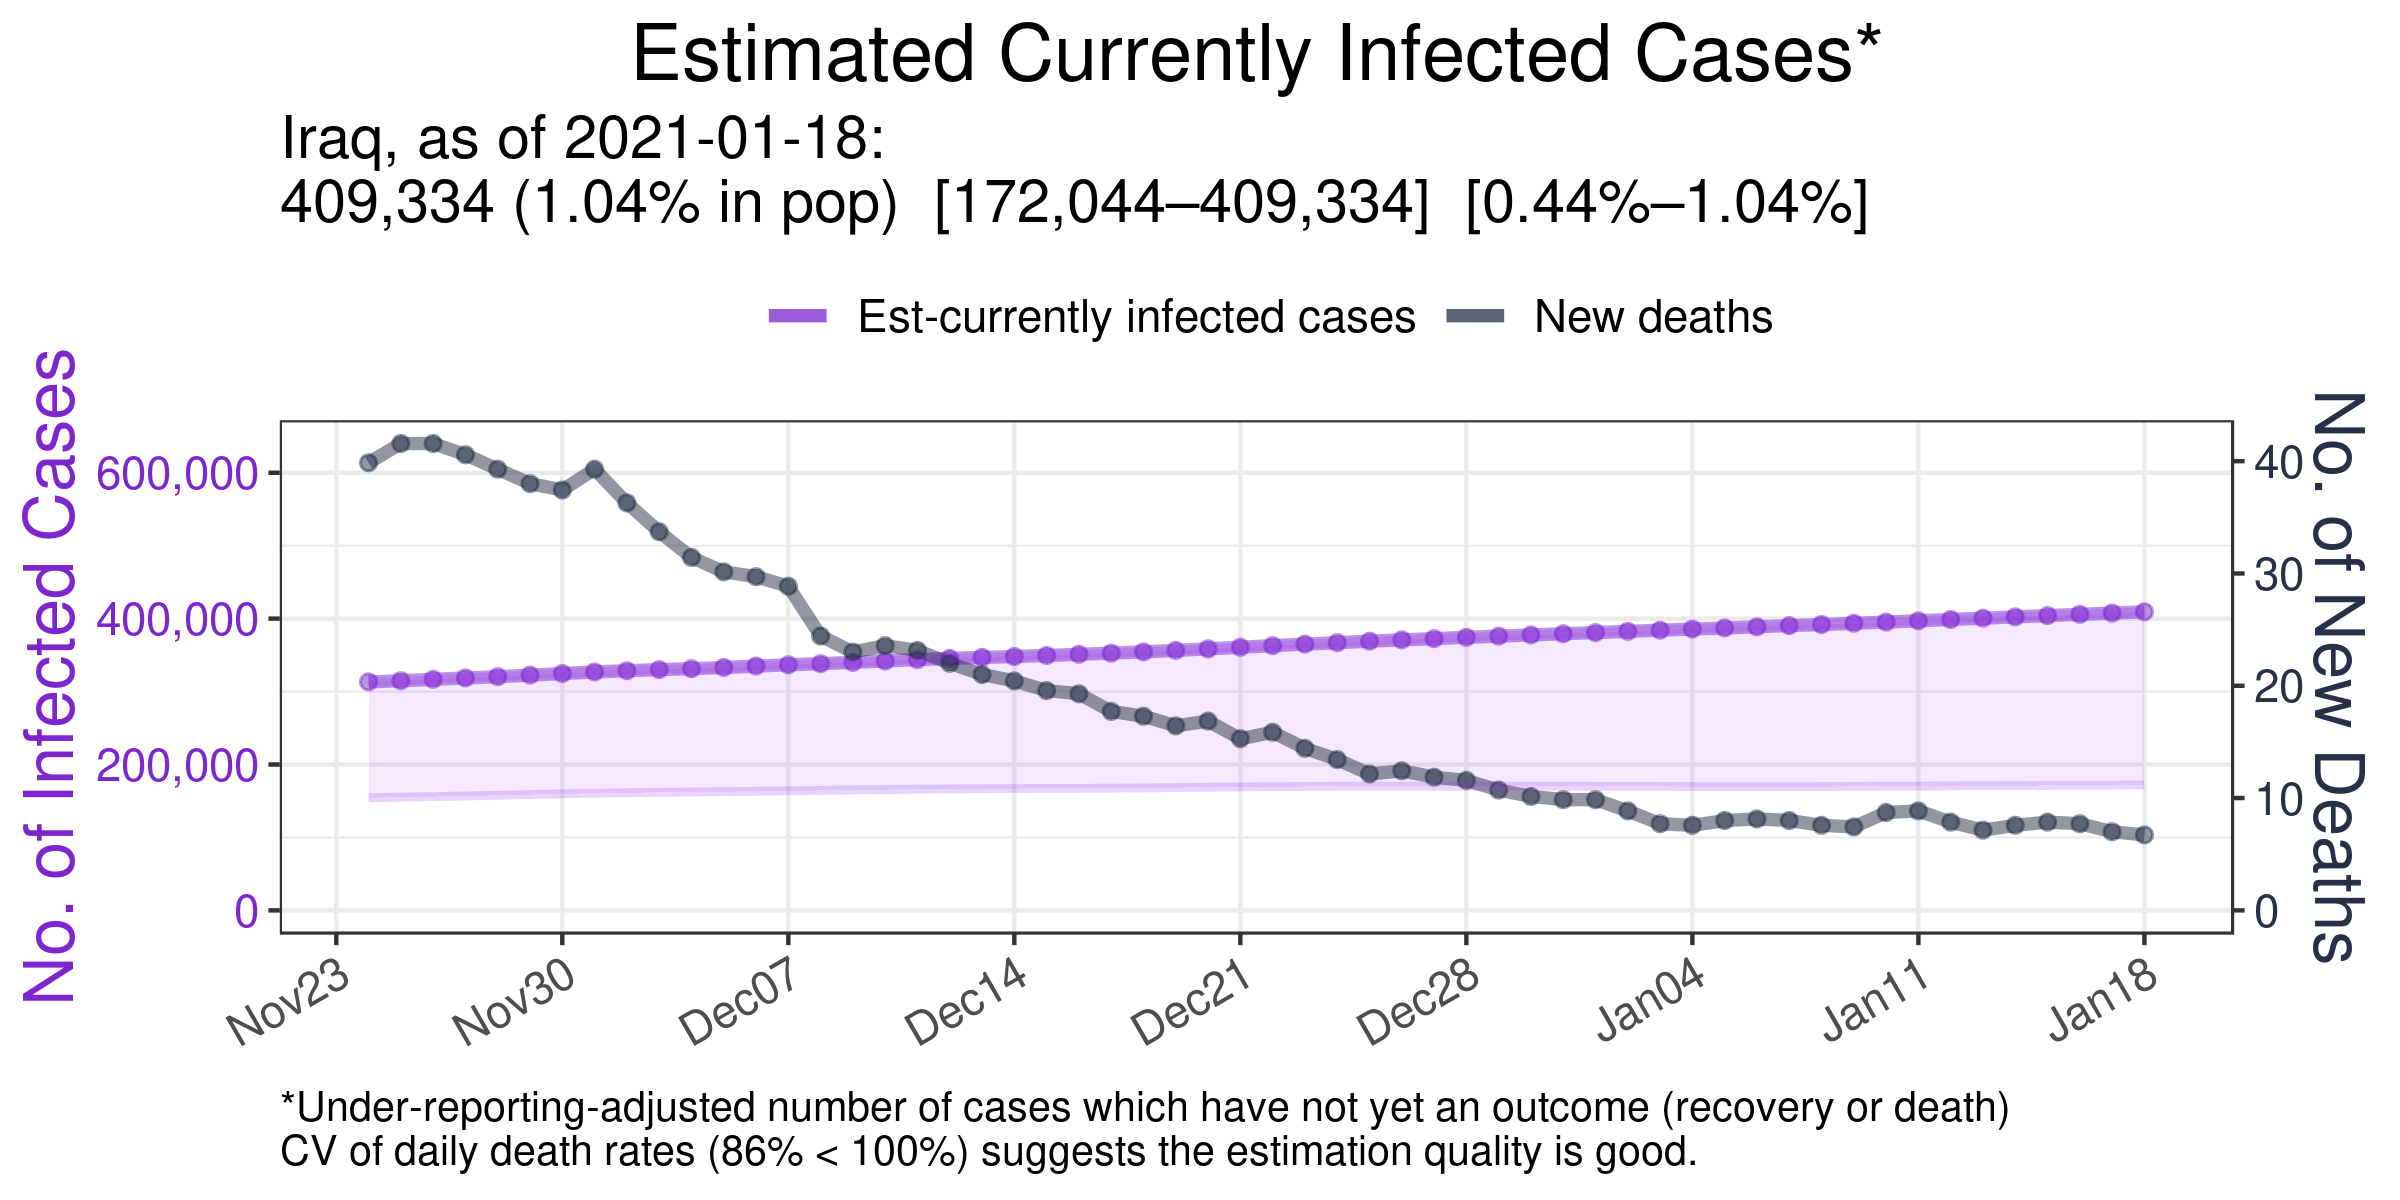 Estimated Currently Infected Cases*
Iraq, as of 2021-01-18:
409,334 (1.04% in pop)  [172,044–409,334]  [0.44%–1.04%]
Est-currently infected cases
New deaths
No. of Infected Cases
600,000
400,000
200,000
0
40
30
20
10
0
No. of New Deaths
Nov23
Nov30
Dec07
Dec14
Dec21
Dec28
Jan04
Jan11
Jan18
*Under-reporting-adjusted number of cases which have not yet an outcome (recovery or death)
CV of daily death rates (86% < 100%) suggests the estimation quality is good.